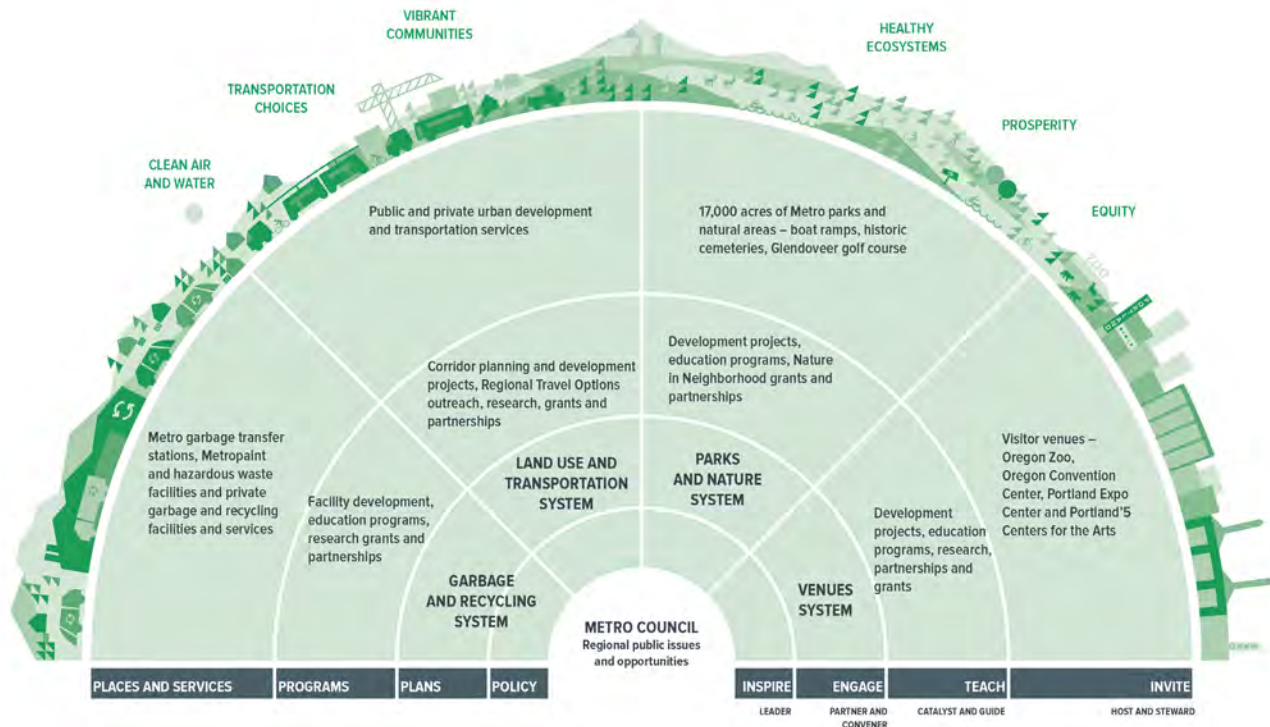 VIBRANT
COMMUNITIES
HEALTHY
ECOSYSTEMS
TRANSPORTATION
CHOICES
PROSPERITY
CLEAN AIR
AND WATER
EQUITY
ZOO
PORTLAND
Public and private urban development
and transportation services
17,000 acres of Metro parks and
natural areas – boat ramps, historic
cemeteries, Glendoveer golf course
Corridor planning and development
projects, Regional Travel Options
outreach, research, grants and
partnerships
Development projects,
education programs, Nature
in Neighborhood grants and
partnerships
Metro garbage transfer
stations, Metropaint
and hazardous waste
facilities and private
garbage and recycling
facilities and services
Facility development,
education programs,
research grants and
partnerships
LAND USE AND
TRANSPORTATION
SYSTEM
PARKS
AND NATURE
SYSTEM
Development
projects, education
programs, research,
partnerships and
grants
Visitor venues –
Oregon Zoo,
Oregon Convention
Center, Portland Expo
Center and Portland'5
Centers for the Arts
GARBAGE
AND RECYCLING
SYSTEM
VENUES
SYSTEM
METRO COUNCIL
Regional public issues
and opportunities
PLACES AND SERVICES
PROGRAMS
PLANS
POLICY
INSPIRE
ENGAGE
TEACH
INVITE
LEADER
PARTNER AND
CONVENER
CATALYST AND GUIDE
HOST AND STEWARD